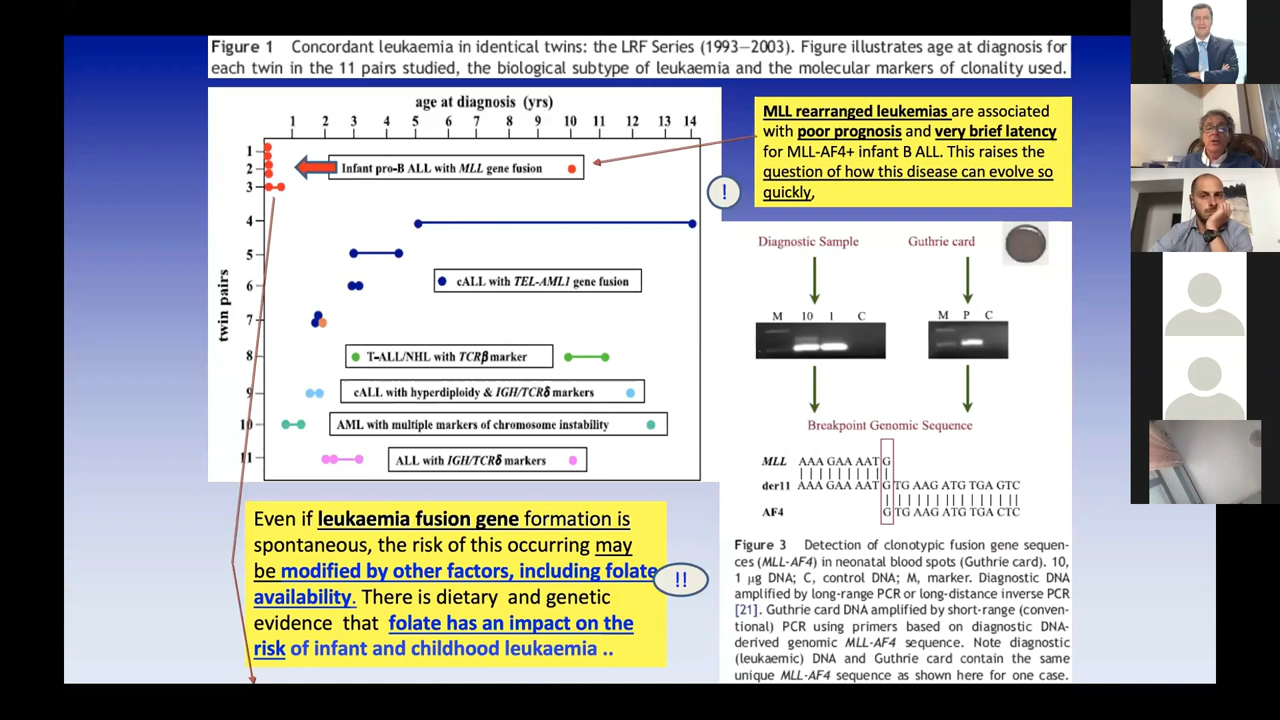 Figure 1 Concordant leukaemia in identical twins: the LRF Series (1993—2003). Figure illustrates age at diagnosis for
each twin in the 11 pairs studied, the biological subtype of leukaemia and the molecular markers of clonality used.
age at diagnosis (yrs)
1 2 3 4 5 6 7 8 9 10 11 12 13 14
twin pairs
1
2
3
4
5
6
7
8
9
10
11
Infant pro-B ALL with MLL gene fusion
cALL with TEL-AML1 gene fusion
T-ALL/NHL with TCRβ marker
cALL with hyperdiploidy & IGH/TCRδ markers
AML with multiple markers of chromosome instability
ALL with IGH/TCRδ markers
MLL rearranged leukemias are associated
with poor prognosis and very brief latency
for MLL-AF4+ infant B ALL. This raises the
question of how this disease can evolve so
quickly,
!
Even if leukaemia fusion gene formation is
spontaneous, the risk of this occurring may
be modified by other factors, including folate
availability. There is dietary and genetic
evidence that folate has an impact on the
risk of infant and childhood leukaemia ..
!!
Diagnostic Sample
Guthrie card
M 10 1 C
M P C
Breakpoint Genomic Sequence
MLL AAA GAA AAT G
der11 AAA GAA AAT G TG AAG ATG TGA GTC
AF4 G TG AAG ATG TGA CTC
Figure 3 Detection of clonotypic fusion gene sequen-
ces (MLL-AF4) in neonatal blood spots (Guthrie card). 10,
1 µg DNA; C, control DNA; M, marker. Diagnostic DNA
amplified by long-range PCR or long-distance inverse PCR
[21]. Guthrie card DNA amplified by short-range (conven-
tional) PCR using primers based on diagnostic DNA-
derived genomic MLL-AF4 sequence. Note diagnostic
(leukaemic) DNA and Guthrie card contain the same
unique MLL-AF4 sequence as shown here for one case.